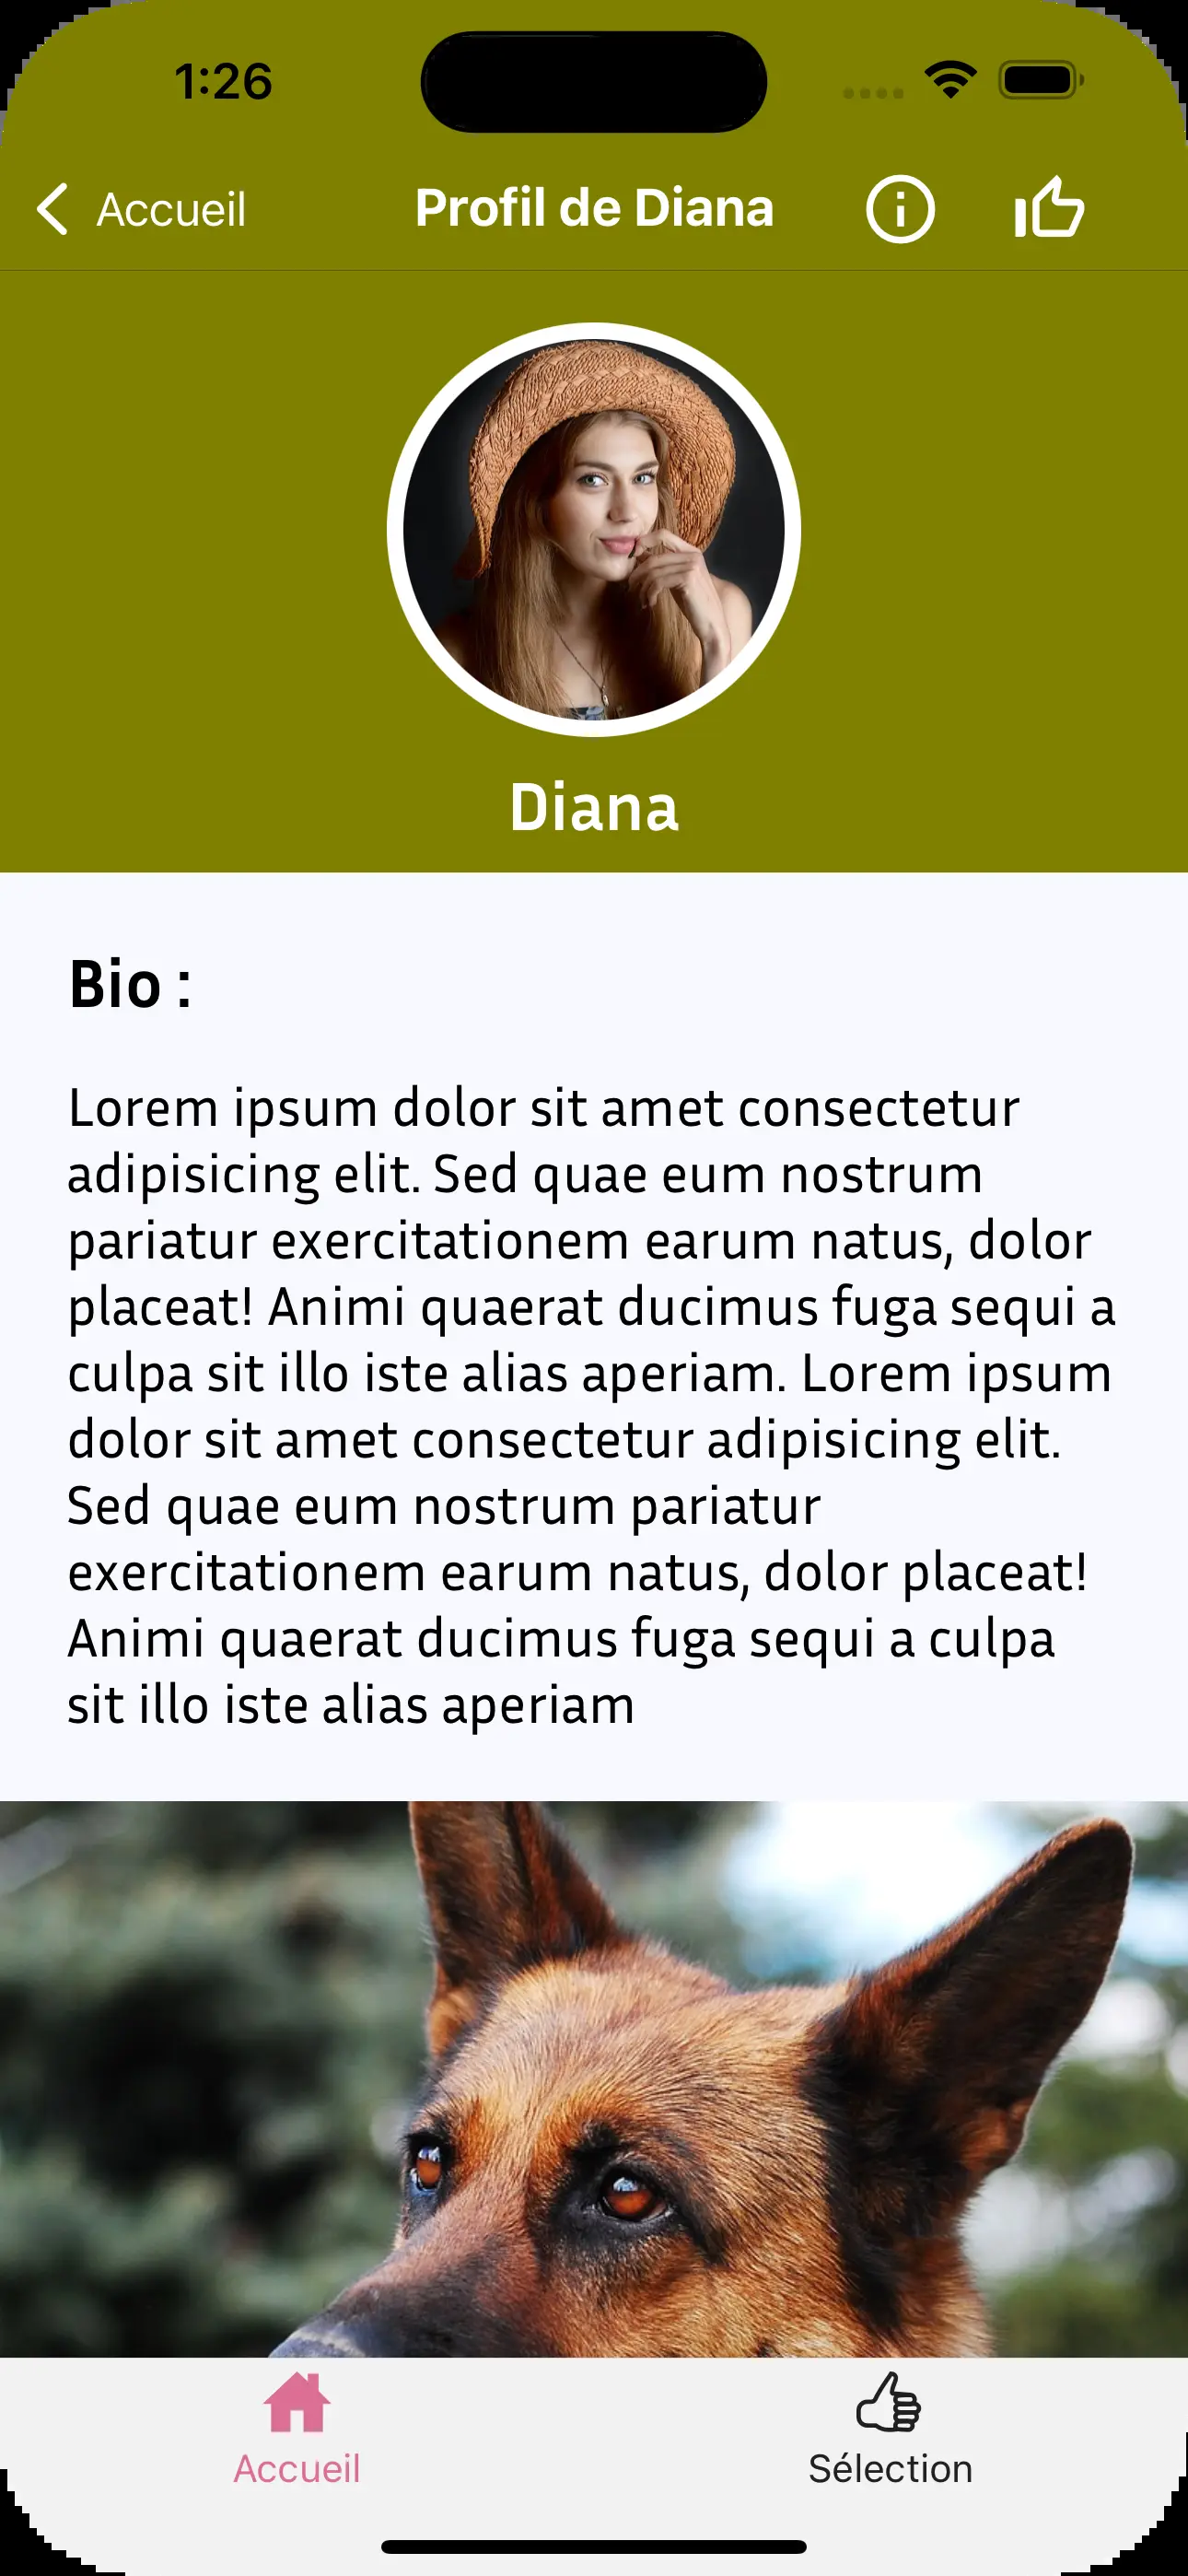 1:26
Accueil Profil de Diana
Diana
Bio :
Lorem ipsum dolor sit amet consectetur
adipisicing elit. Sed quae eum nostrum
pariatur exercitationem earum natus, dolor
placeat! Animi quaerat ducimus fuga sequi a
culpa sit illo iste alias aperiam. Lorem ipsum
dolor sit amet consectetur adipisicing elit.
Sed quae eum nostrum pariatur
exercitationem earum natus, dolor placeat!
Animi quaerat ducimus fuga sequi a culpa
sit illo iste alias aperiam
Accueil Sélection